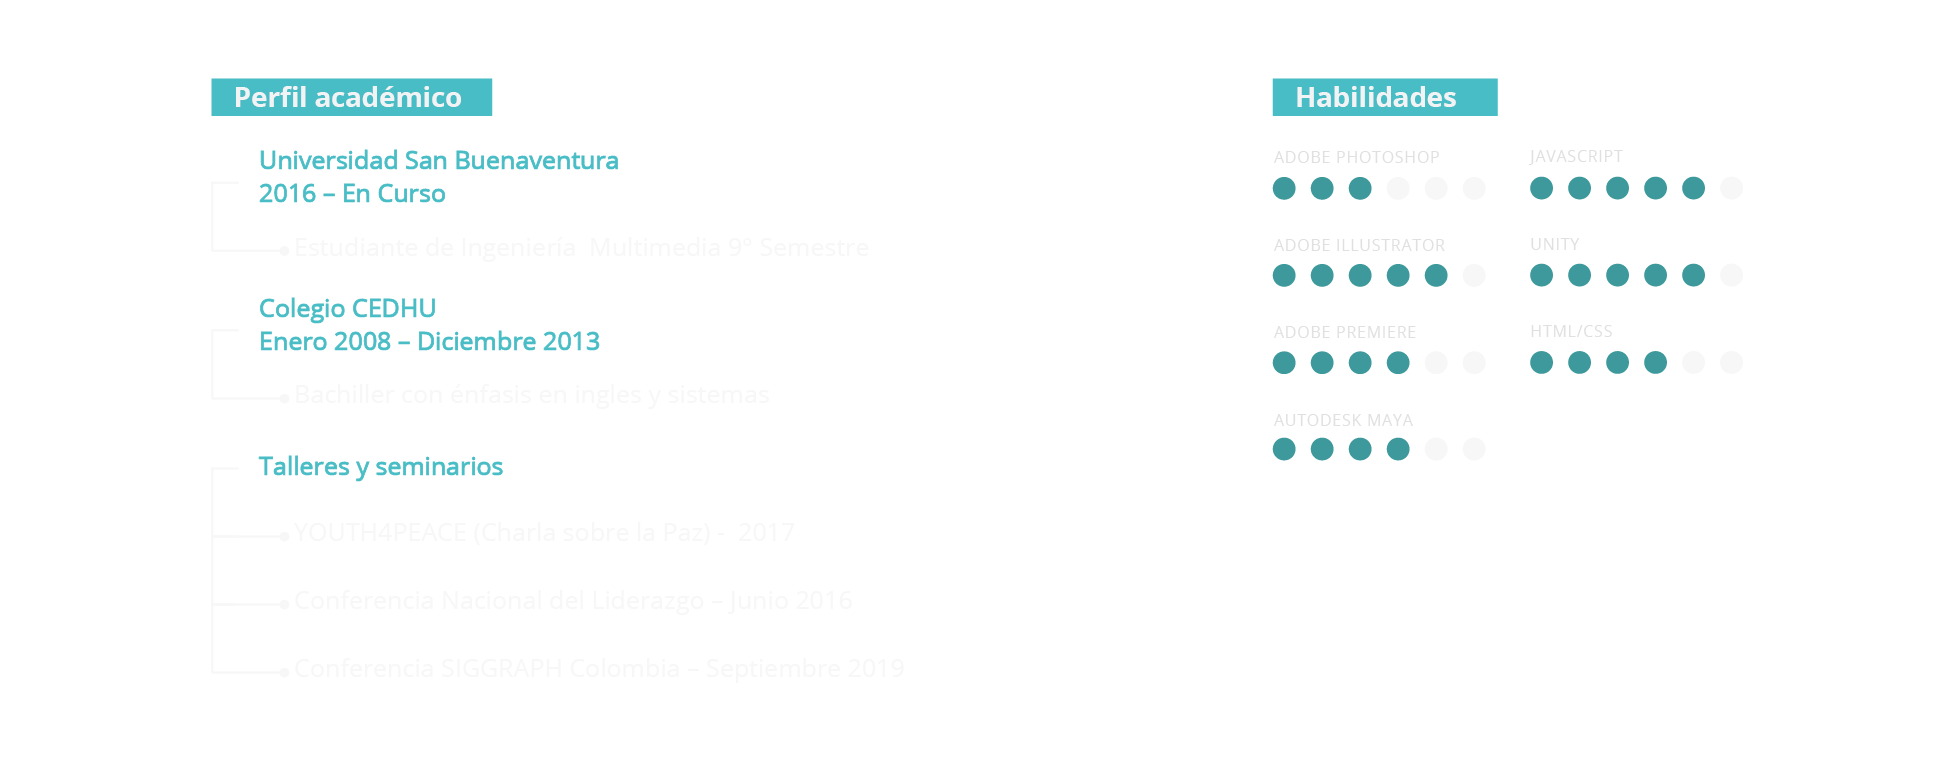 Perfil académico
Universidad San Buenaventura
2016 – En Curso
Estudiante de Ingeniería  Multimedia 9° Semestre
Colegio CEDHU
Enero 2008 – Diciembre 2013
Bachiller con énfasis en ingles y sistemas
Talleres y seminarios
YOUTH4PEACE (Charla sobre la Paz) -  2017
Conferencia Nacional del Liderazgo – Junio 2016
Conferencia SIGGRAPH Colombia – Septiembre 2019
Habilidades
ADOBE PHOTOSHOP
JAVASCRIPT
ADOBE ILLUSTRATOR
UNITY
ADOBE PREMIERE
HTML/CSS
AUTODESK MAYA